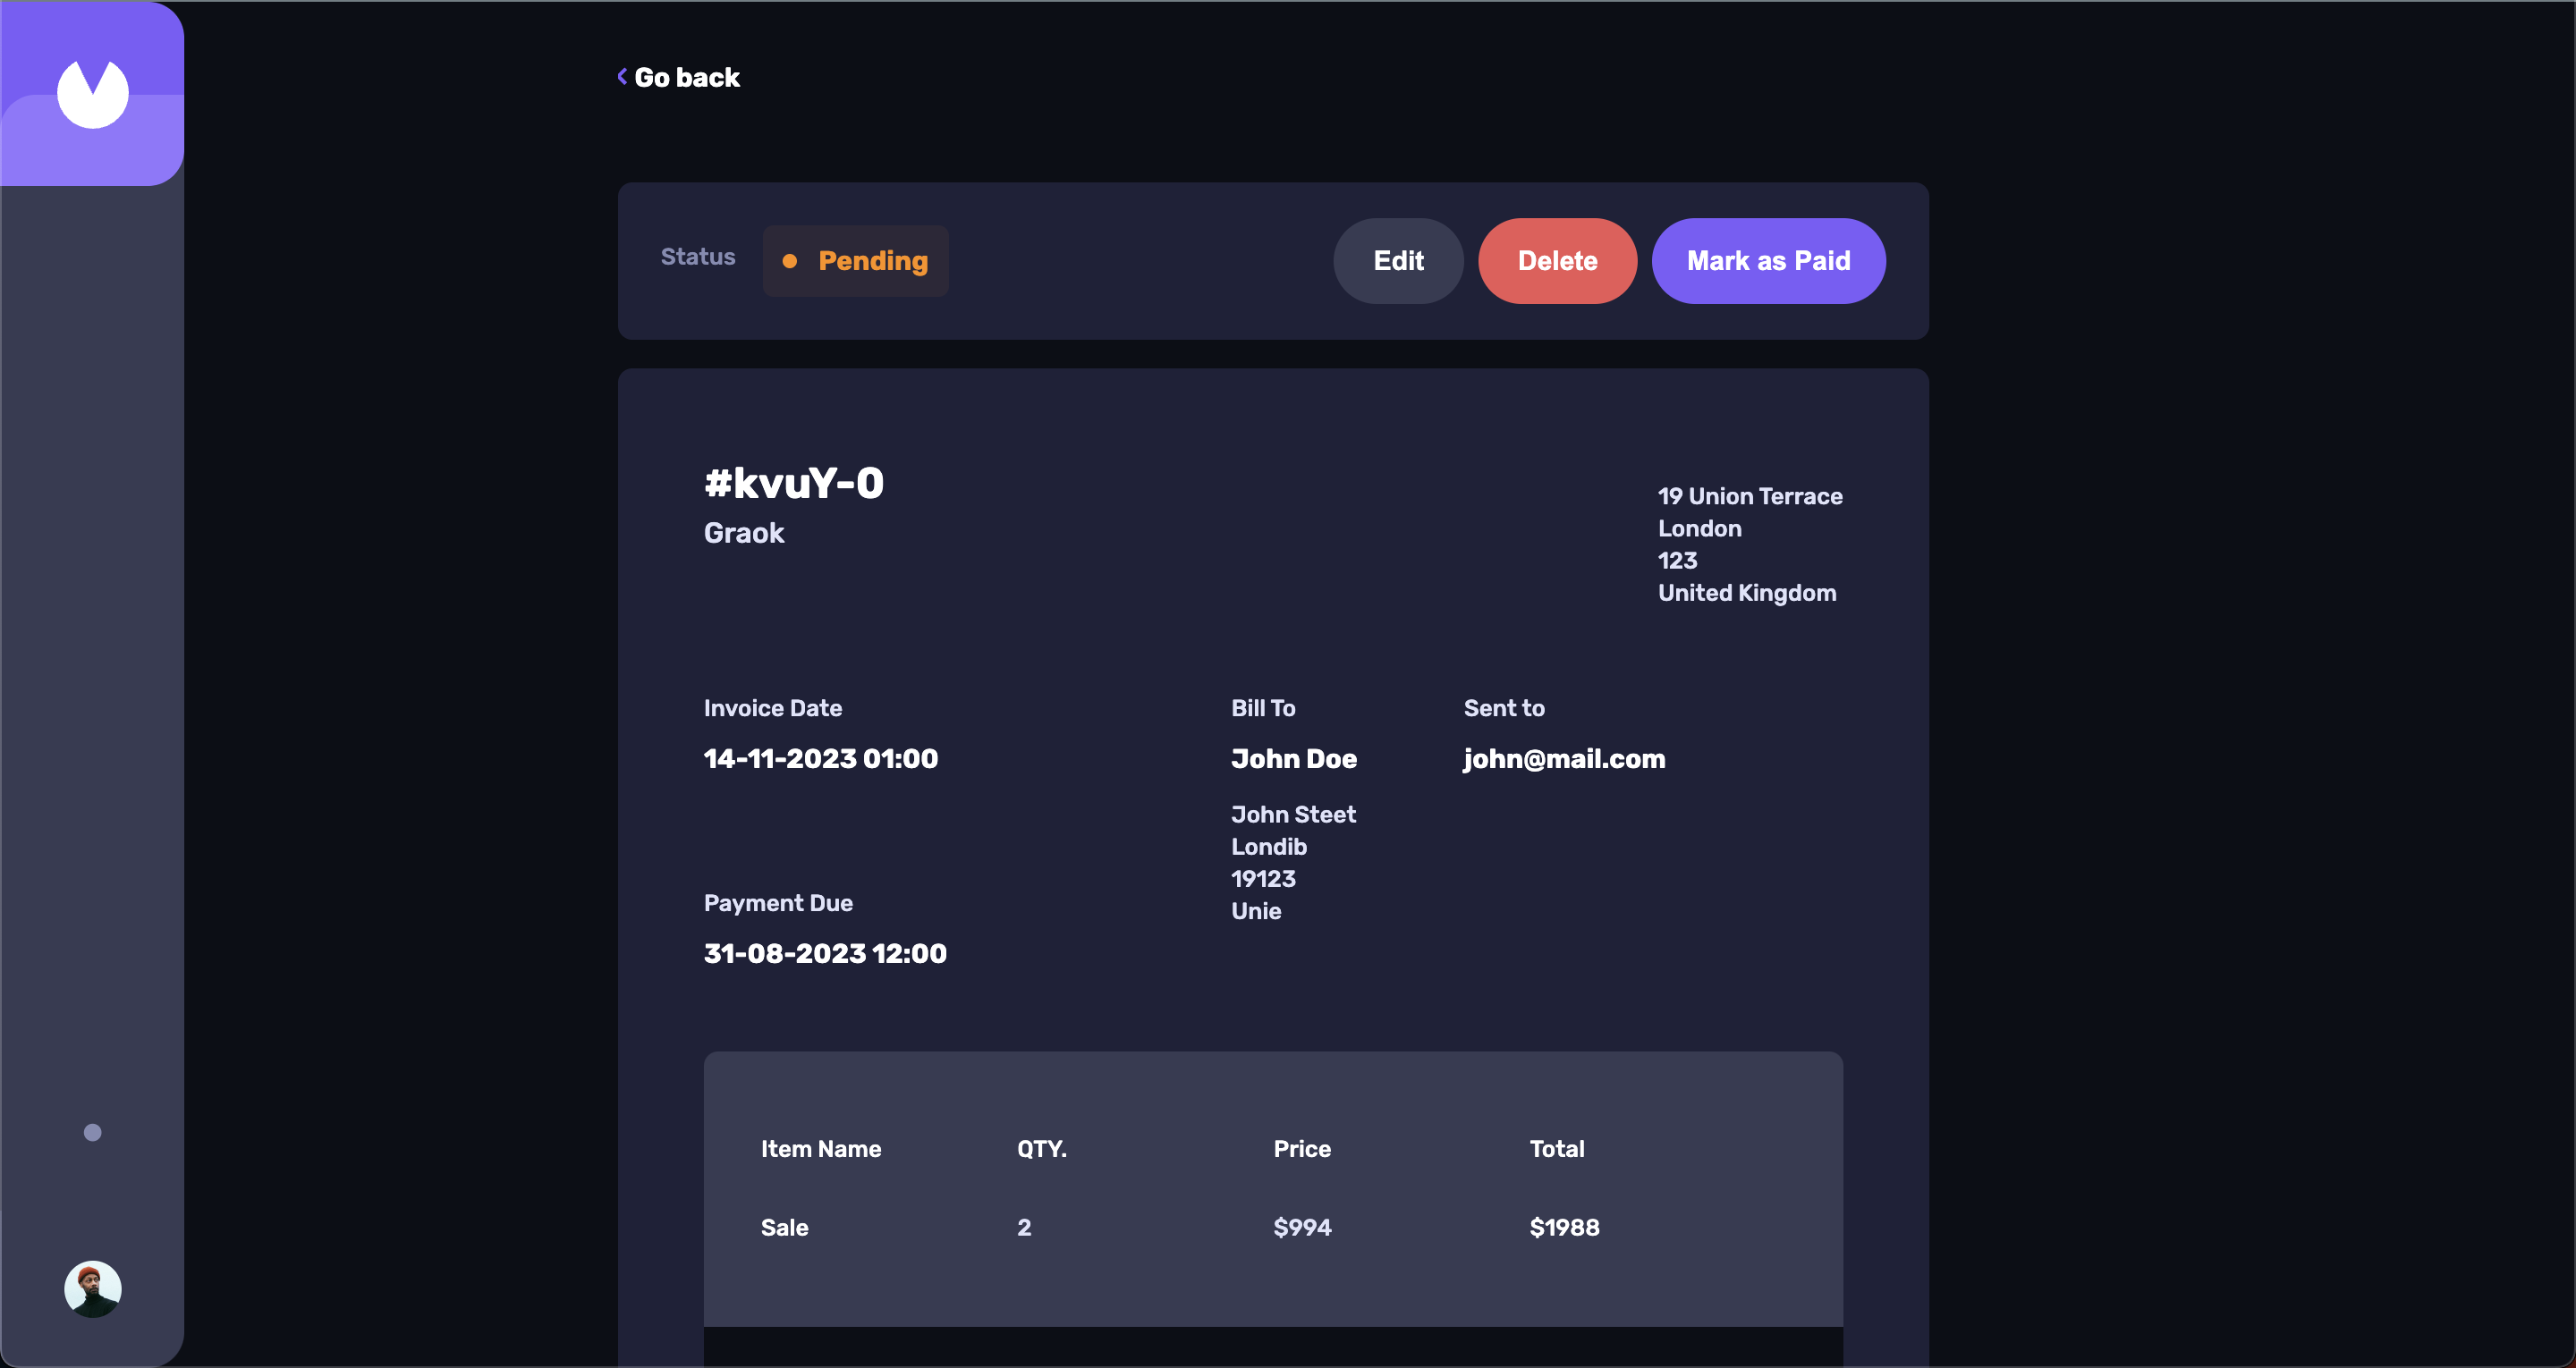 Go back
Status
Pending
Edit
Delete
Mark as Paid
#kvuY-0
Graok
19 Union Terrace
London
123
United Kingdom
Invoice Date
14-11-2023 01:00
Payment Due
31-08-2023 12:00
Bill To
John Doe
John Steet
Londib
19123
Unie
Sent to
john@mail.com
Item Name QTY. Price Total
Sale 2 $994 $1988